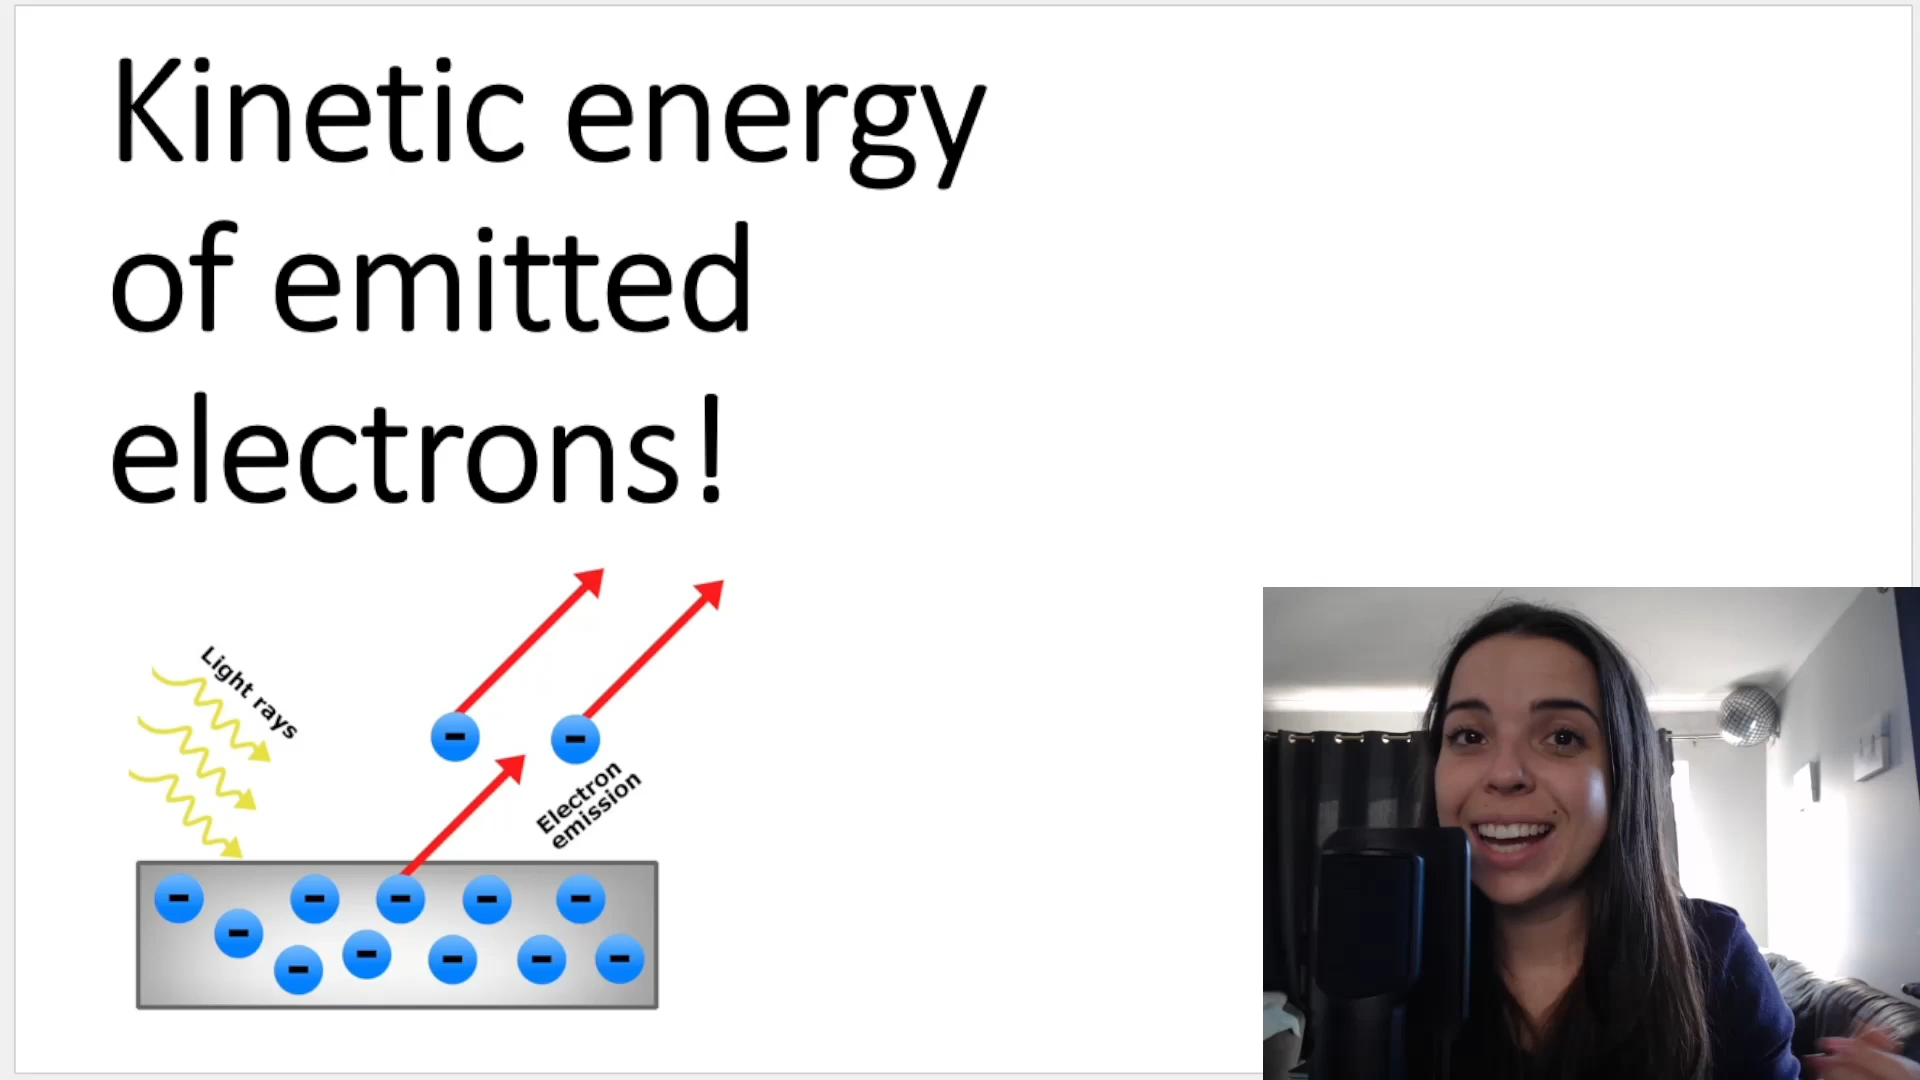 Kinetic energy
of emitted
electrons!
Light rays
Electron
emission